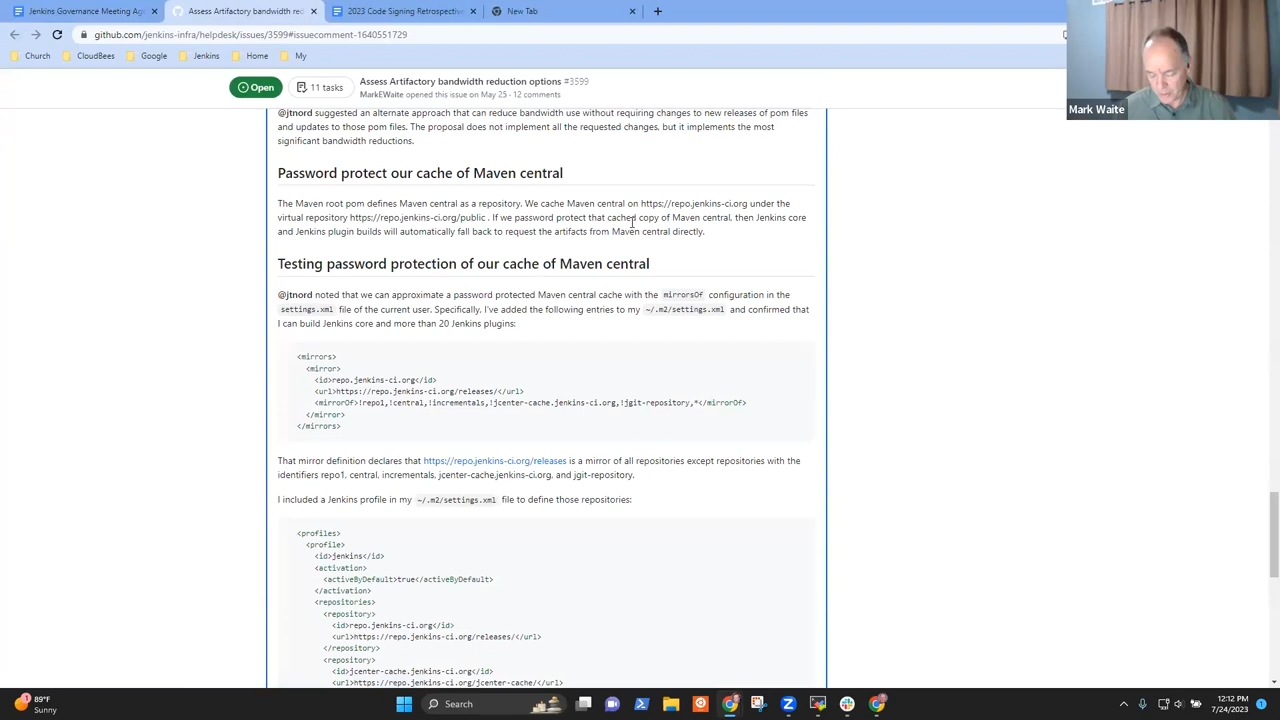 Jenkins Governance Meeting Ag
Assess Artifactory bandwidth red
2023 Code Signing Retrospective
New Tab
github.com/jenkins-infra/helpdesk/issues/3599#issuecomment-1640551729
Church
CloudBees
Google
Jenkins
Home
My
Open
11 tasks
Assess Artifactory bandwidth reduction options #3599
MarkEWaite opened this issue on May 25 · 12 comments
@jtnord suggested an alternate approach that can reduce bandwidth use without requiring changes to new releases of pom files
and updates to those pom files. The proposal does not implement all the requested changes, but it implements the most
significant bandwidth reductions.
Password protect our cache of Maven central
The Maven root pom defines Maven central as a repository. We cache Maven central on https://repo.jenkins-ci.org under the
virtual repository https://repo.jenkins-ci.org/public . If we password protect that cached copy of Maven central, then Jenkins core
and Jenkins plugin builds will automatically fall back to request the artifacts from Maven central directly.
Testing password protection of our cache of Maven central
@jtnord noted that we can approximate a password protected Maven central cache with the mirrorsOf configuration in the
settings.xml file of the current user. Specifically, I've added the following entries to my ~/.m2/settings.xml and confirmed that
I can build Jenkins core and more than 20 Jenkins plugins:
<mirrors>
<mirror>
<id>repo.jenkins-ci.org</id>
<url>https://repo.jenkins-ci.org/releases/</url>
<mirrorOf>!repo1,!central,!incrementals,!jcenter-cache.jenkins-ci.org,!jgit-repository,*</mirrorOf>
</mirror>
</mirrors>
That mirror definition declares that https://repo.jenkins-ci.org/releases is a mirror of all repositories except repositories with the
identifiers repo1, central, incrementals, jcenter-cache.jenkins-ci.org, and jgit-repository.
I included a Jenkins profile in my ~/.m2/settings.xml file to define those repositories:
<profiles>
<profile>
<id>jenkins</id>
<activation>
<activeByDefault>true</activeByDefault>
</activation>
<repositories>
<repository>
<id>repo.jenkins-ci.org</id>
<url>https://repo.jenkins-ci.org/releases/</url>
</repository>
<repository>
<id>jcenter-cache.jenkins-ci.org</id>
<url>https://repo.jenkins-ci.org/jcenter-cache/</url>
Mark Waite
1
89°F
Sunny
Search
12:12 PM
7/24/2023
1